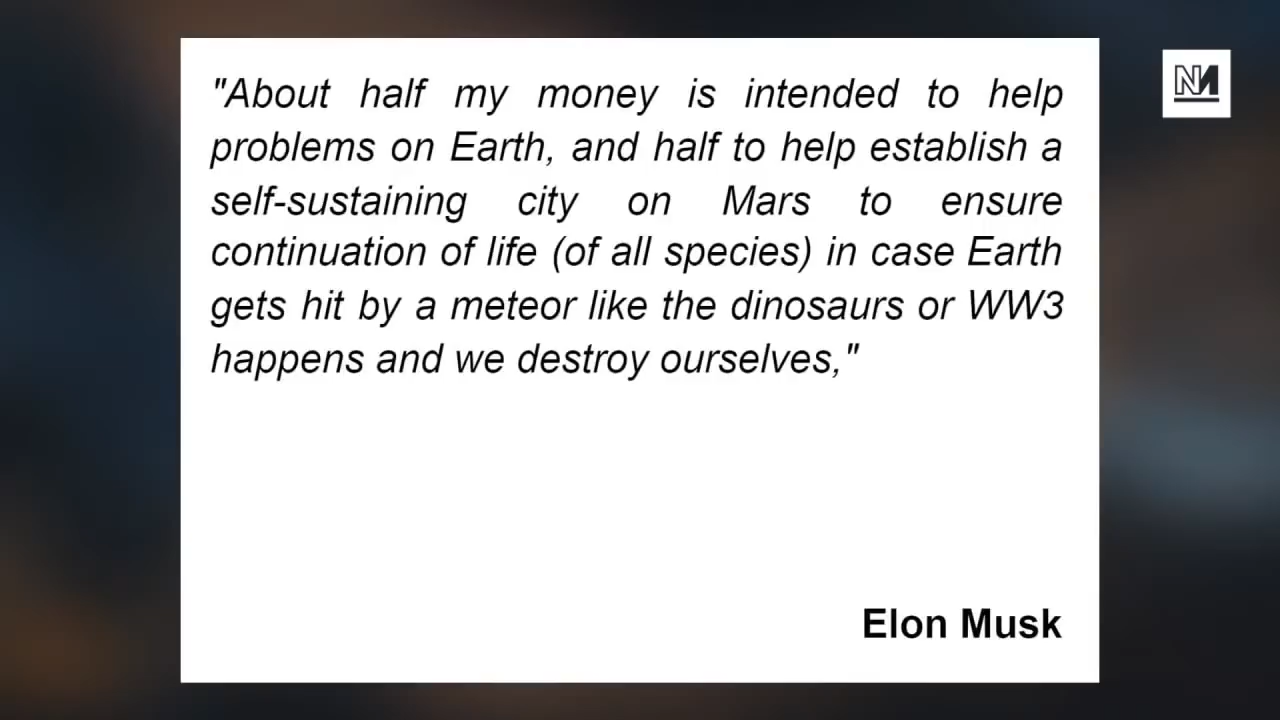 "About half my money is intended to help
problems on Earth, and half to help establish a
self-sustaining city on Mars to ensure
continuation of life (of all species) in case Earth
gets hit by a meteor like the dinosaurs or WW3
happens and we destroy ourselves,"
Elon Musk
NM